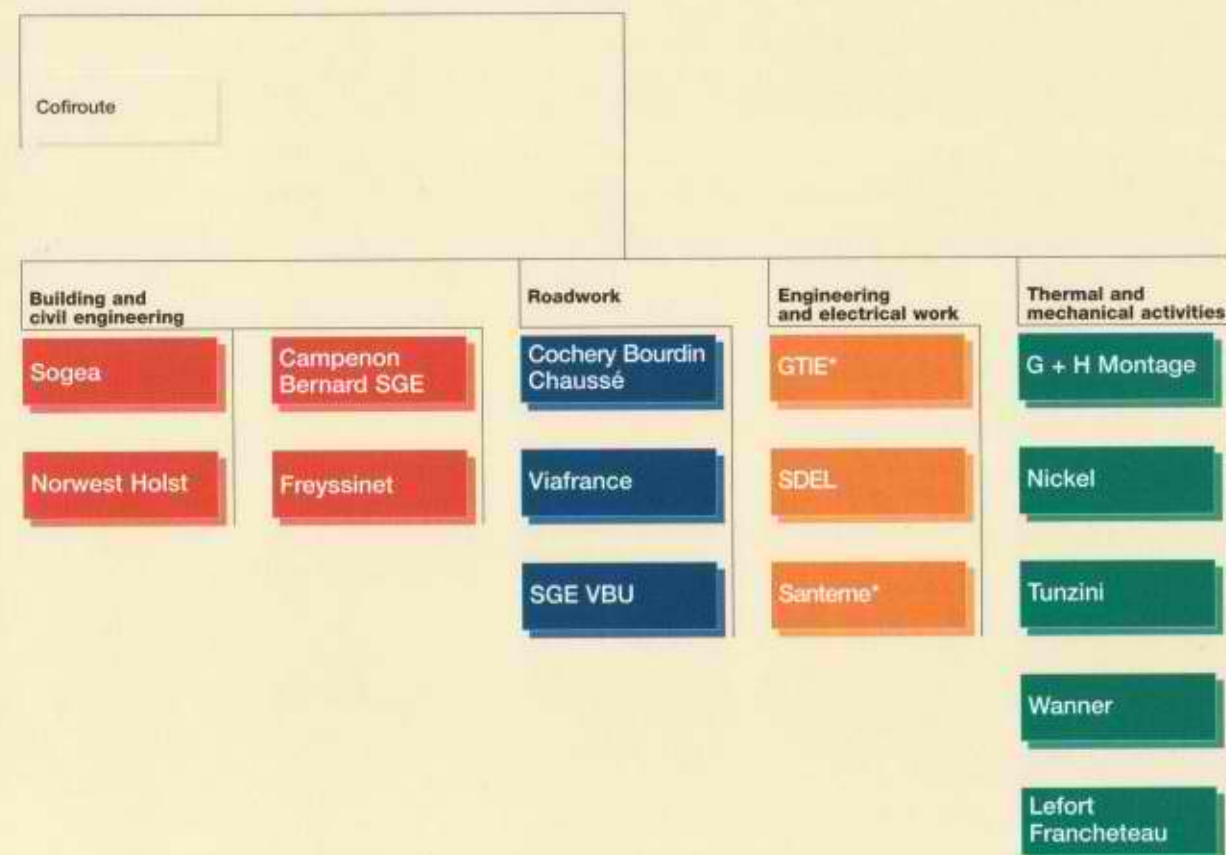 Cofiroute
Building and
civil engineering
Sogea
Campenon
Bernard SGE
Norwest Holst
Freyssinet
Roadwork
Cochery Bourdin
Chaussé
Viafrance
SGE VBU
Engineering
and electrical work
GTIE*
SDEL
Santerne*
Thermal and
mechanical activities
G + H Montage
Nickel
Tunzini
Wanner
Lefort
Francheteau